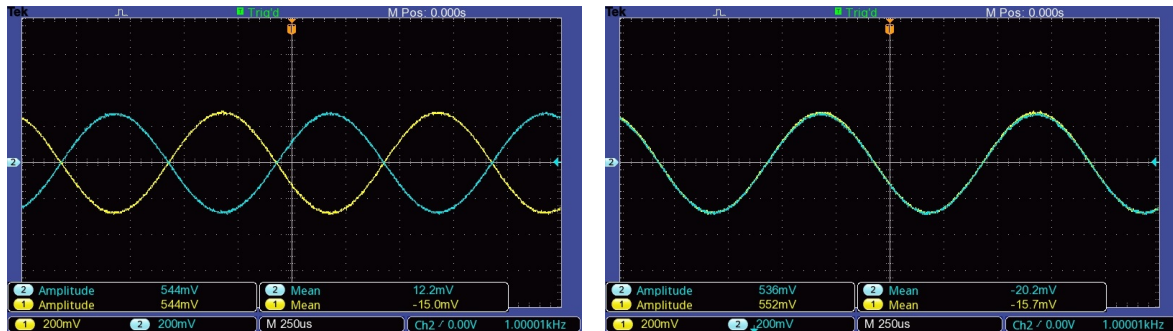 Tek Trig'd M Pos: 0.000s
T
2
2 Amplitude 544mV 2 Mean 12.2mV
1 Amplitude 544mV 1 Mean -15.0mV
1 200mV 2 200mV M 250us Ch2 ∕ 0.00V 1.00001kHz
Tek Trig'd M Pos: 0.000s
T
2
2 Amplitude 536mV 2 Mean -20.2mV
1 Amplitude 552mV 1 Mean -15.7mV
1 200mV 2 200mV M 250us Ch2 ∕ 0.00V 1.00001kHz